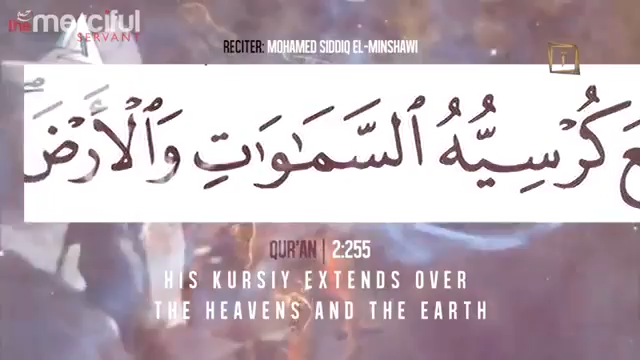 the merciful
SERVANT
RECITER: MOHAMED SIDDIQ EL-MINSHAWI
كُرْسِيُّهُ ٱلسَّمَـٰوَٰتِ وَٱلْأَرْضَ
QUR'AN | 2:255
HIS KURSIY EXTENDS OVER
THE HEAVENS AND THE EARTH